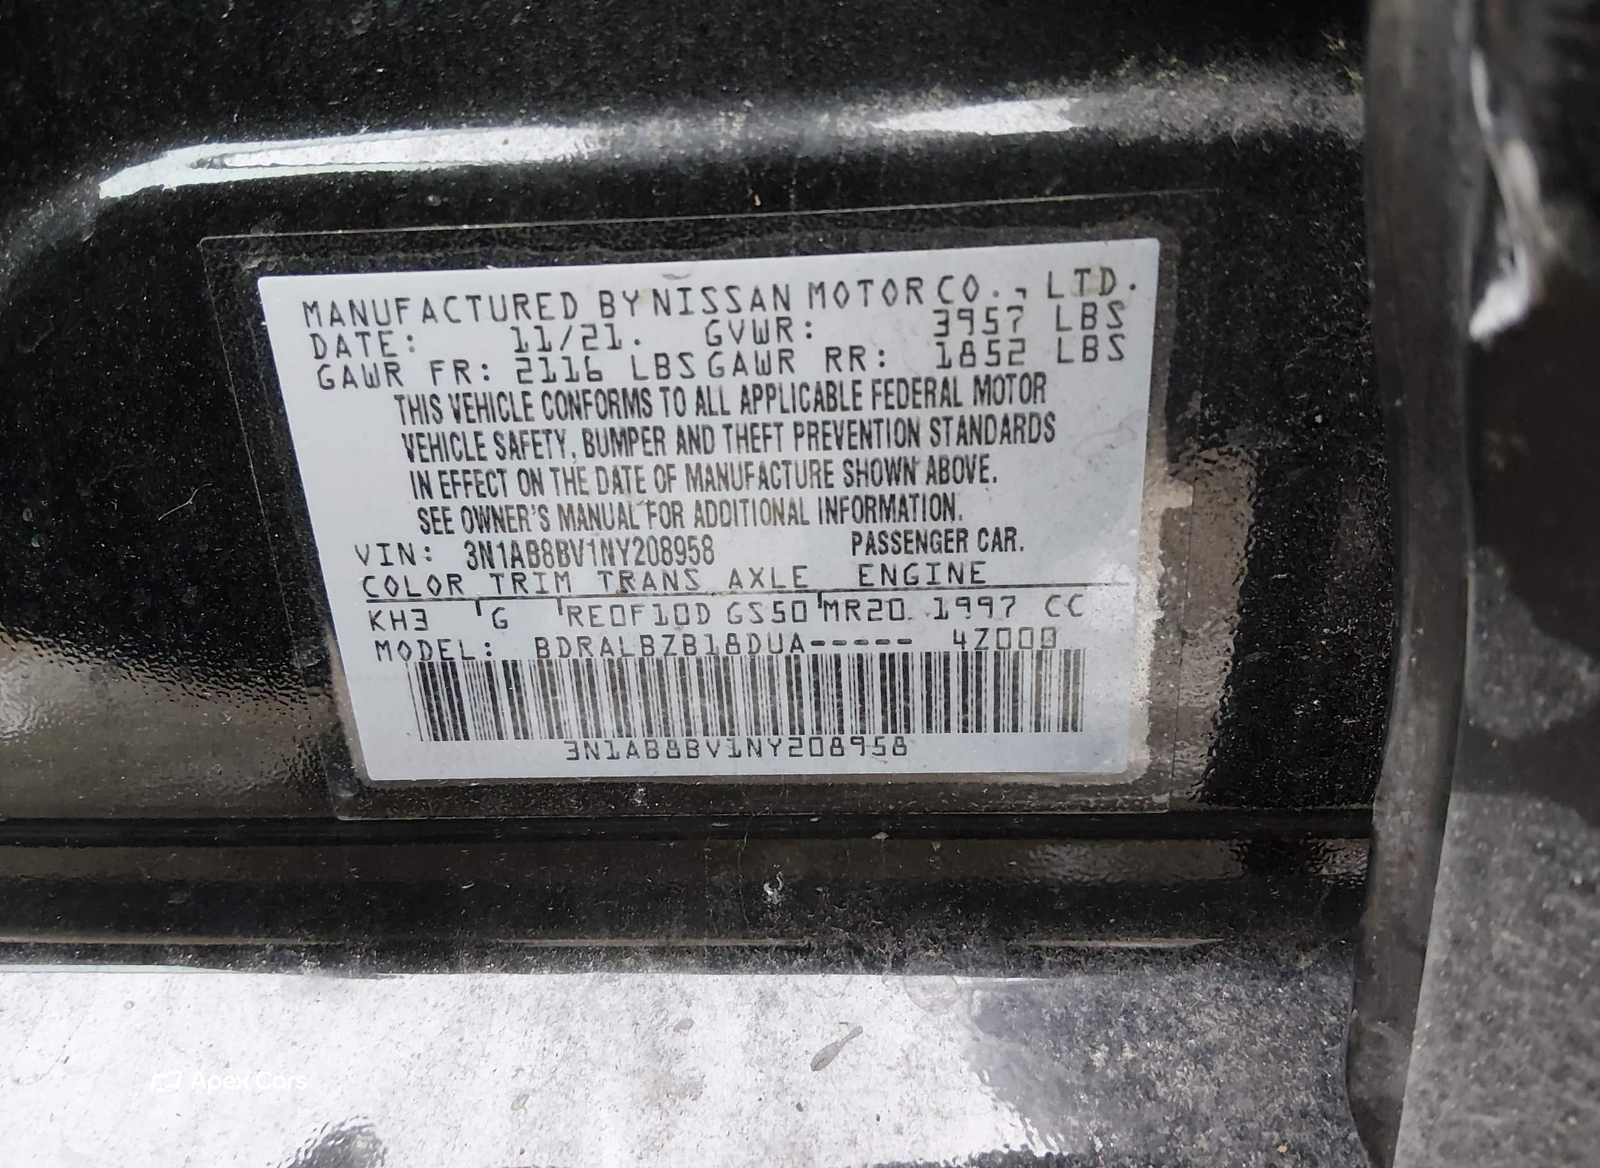 MANUFACTURED BY NISSAN MOTOR CO., LTD.
DATE: 11/21. GVWR: 3957 LBS
GAWR FR: 2116 LBS GAWR RR: 1852 LBS
THIS VEHICLE CONFORMS TO ALL APPLICABLE FEDERAL MOTOR
VEHICLE SAFETY, BUMPER AND THEFT PREVENTION STANDARDS
IN EFFECT ON THE DATE OF MANUFACTURE SHOWN ABOVE.
SEE OWNER'S MANUAL FOR ADDITIONAL INFORMATION.
VIN: 3N1AB8BV1NY208958 PASSENGER CAR.
COLOR TRIM TRANS AXLE ENGINE
KH3 G RE0F10D GS50 MR20 1997 CC
MODEL: BDRALBZB18DUA----- 4Z000
3N1AB8BV1NY208958
Apex Cars